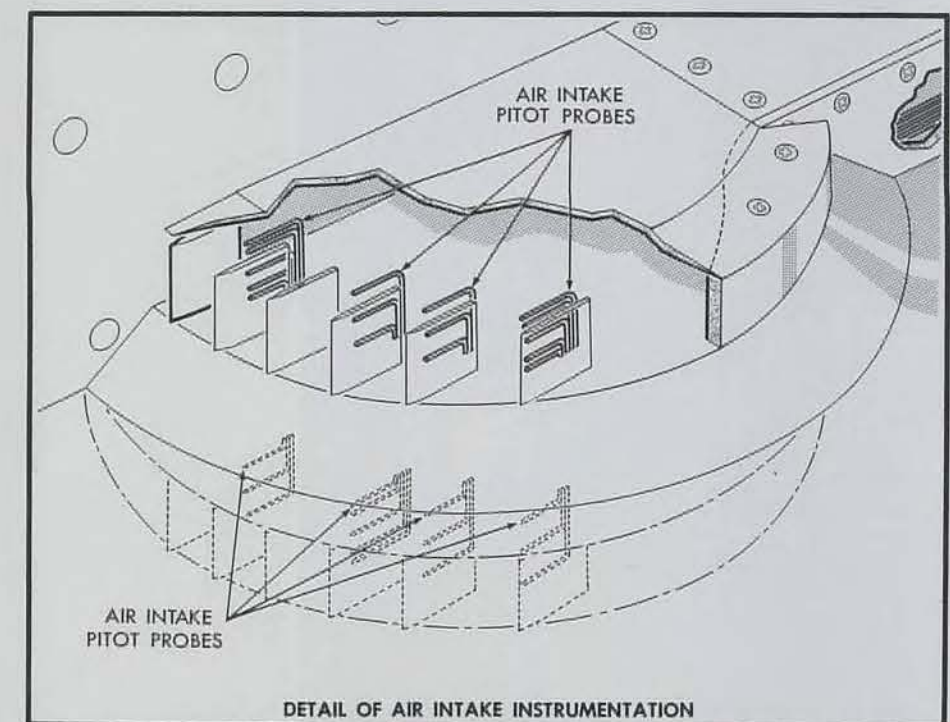 AIR INTAKE
PITOT PROBES
AIR INTAKE
PITOT PROBES
DETAIL OF AIR INTAKE INSTRUMENTATION